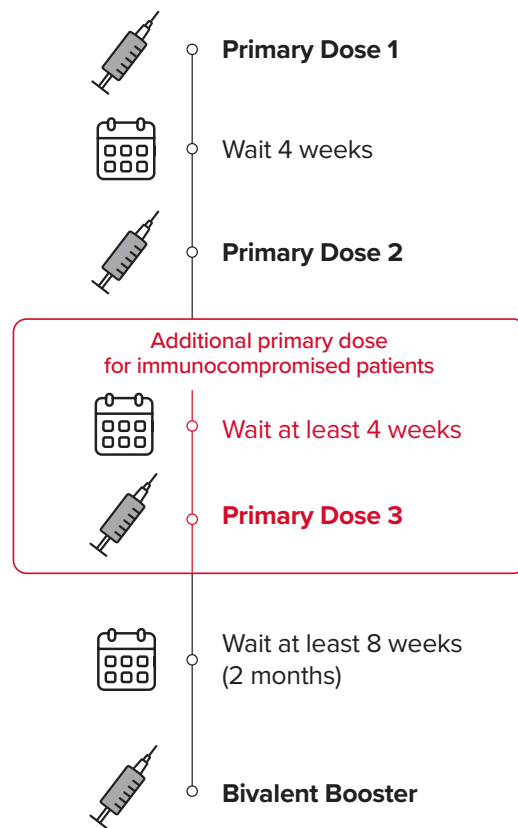 Primary Dose 1
Wait 4 weeks
Primary Dose 2
Additional primary dose
for immunocompromised patients
Wait at least 4 weeks
Primary Dose 3
Wait at least 8 weeks
(2 months)
Bivalent Booster